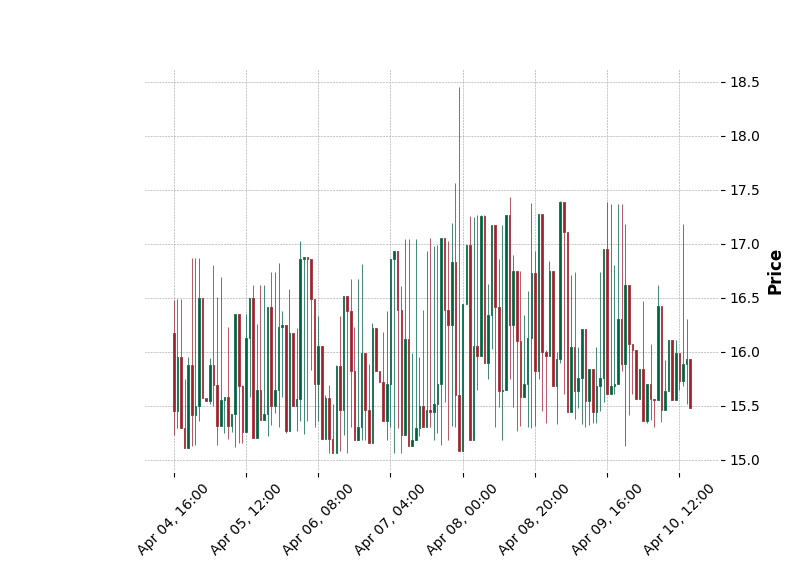 18.5
18.0
17.5
17.0
16.5
16.0
15.5
15.0
Price
Apr 04, 16:00
Apr 05, 12:00
Apr 06, 08:00
Apr 07, 04:00
Apr 08, 00:00
Apr 08, 20:00
Apr 09, 16:00
Apr 10, 12:00